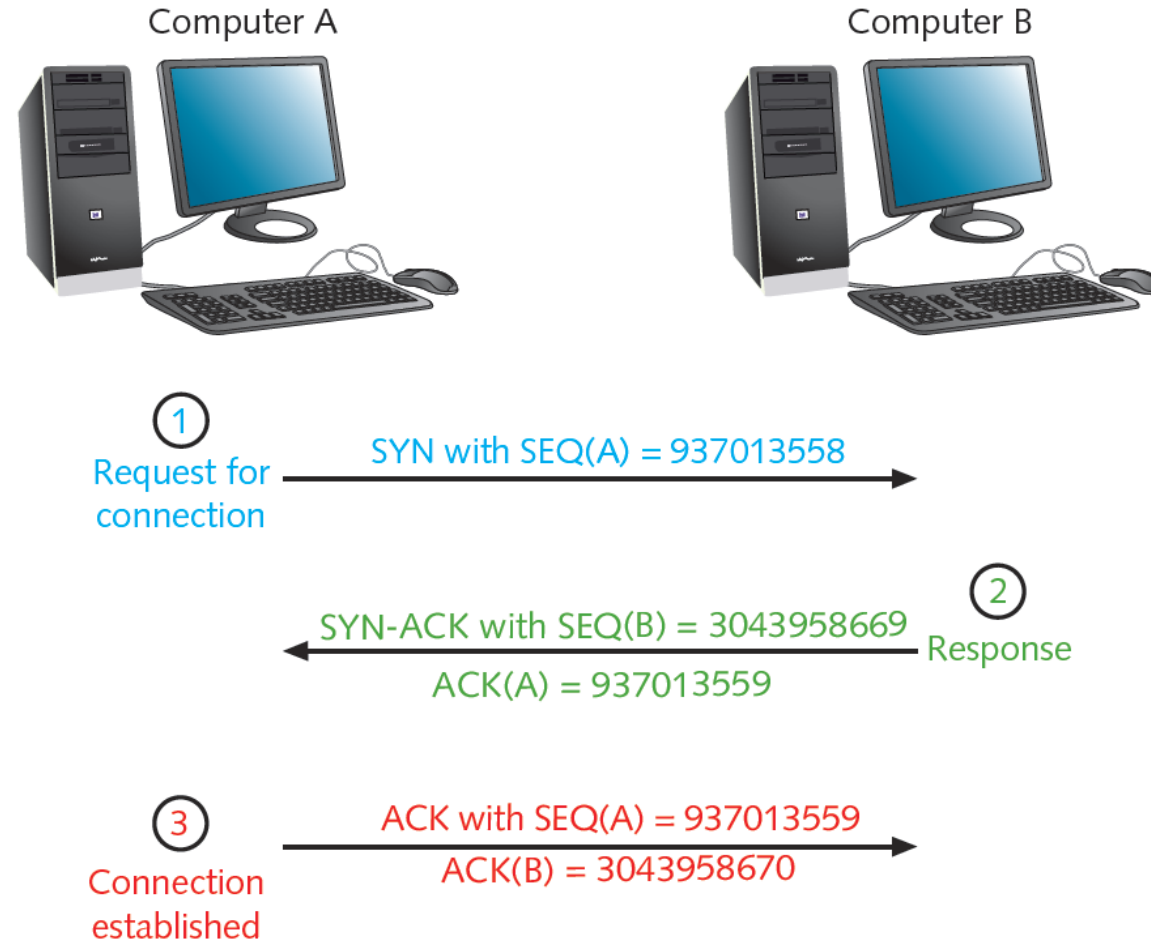 Computer A
Computer B
1
Request for
connection
SYN with SEQ(A) = 937013558
SYN-ACK with SEQ(B) = 3043958669
ACK(A) = 937013559
2
Response
3
Connection
established
ACK with SEQ(A) = 937013559
ACK(B) = 3043958670